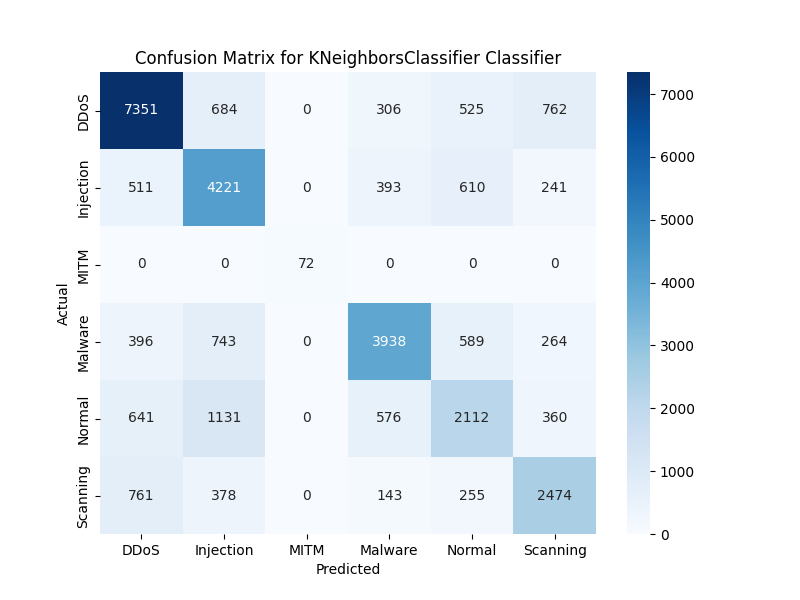 Confusion Matrix for KNeighborsClassifier Classifier
DDoS 7351 684 0 306 525 762
Injection 511 4221 0 393 610 241
MITM 0 0 72 0 0 0
Malware 396 743 0 3938 589 264
Normal 641 1131 0 576 2112 360
Scanning 761 378 0 143 255 2474
DDoS Injection MITM Malware Normal Scanning
Predicted
Actual
7000
6000
5000
4000
3000
2000
1000
0